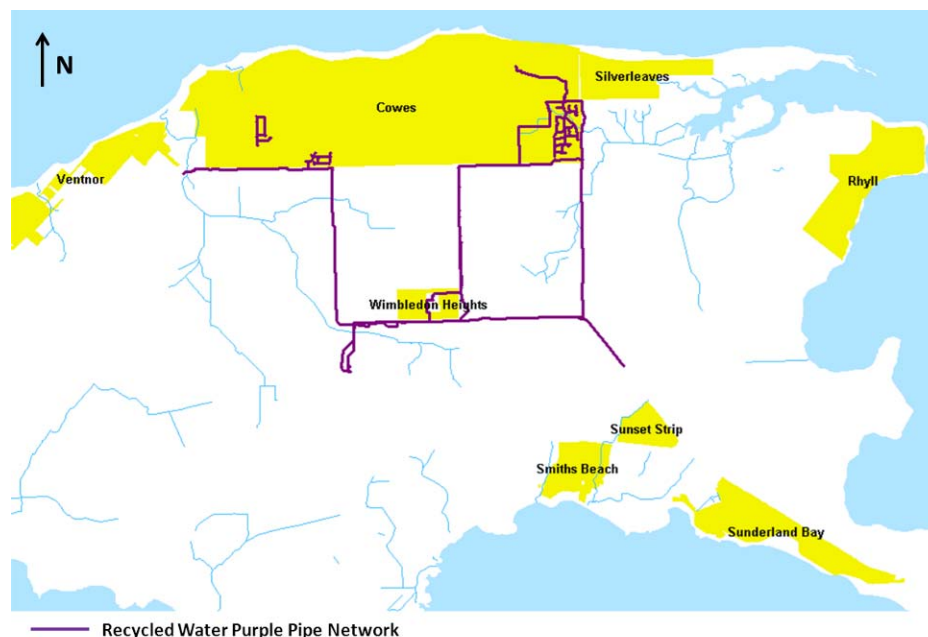 N
Silverleaves
Cowes
Ventnor
Rhyll
Wimbledon Heights
Sunset Strip
Smiths Beach
Sunderland Bay
Recycled Water Purple Pipe Network